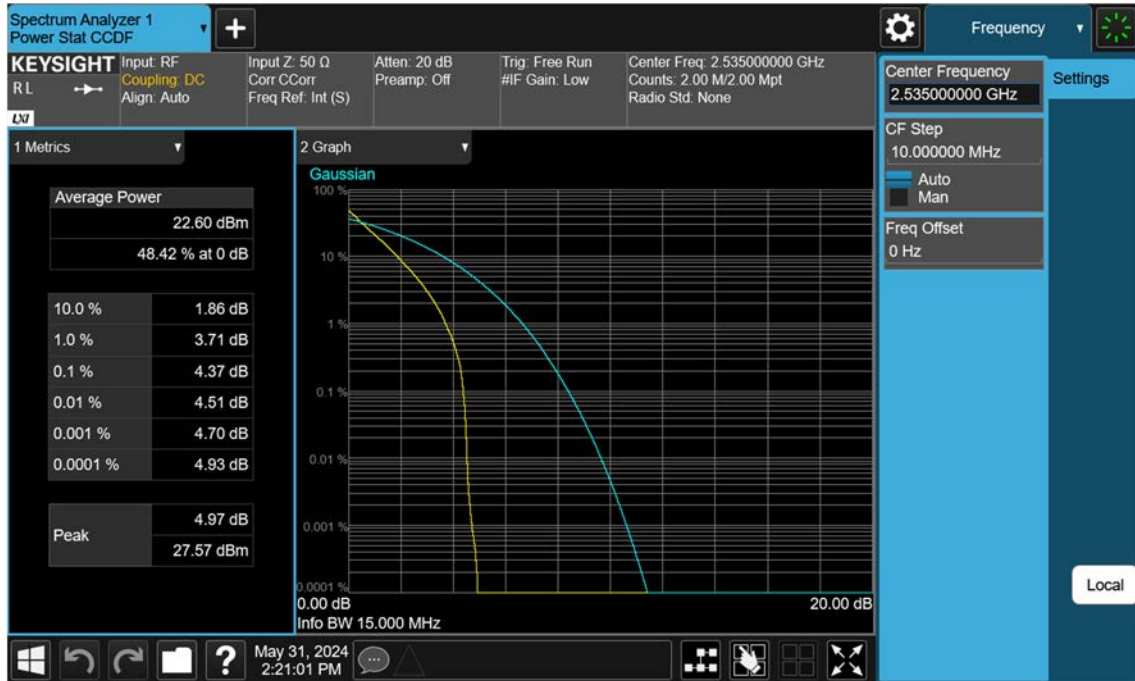 Spectrum Analyzer 1
Power Stat CCDF
Frequency
KEYSIGHT
R L
LXI
Input: RF
Coupling: DC
Align: Auto
Input Z: 50 Ω
Corr CCorr
Freq Ref: Int (S)
Atten: 20 dB
Preamp: Off
Trig: Free Run
#IF Gain: Low
Center Freq: 2.535000000 GHz
Counts: 2.00 M/2.00 Mpt
Radio Std: None
Center Frequency
2.535000000 GHz
Settings
CF Step
10.000000 MHz
Auto
Man
Freq Offset
0 Hz
Local
1 Metrics
Average Power
22.60 dBm
48.42 % at 0 dB
10.0 % 1.86 dB
1.0 % 3.71 dB
0.1 % 4.37 dB
0.01 % 4.51 dB
0.001 % 4.70 dB
0.0001 % 4.93 dB
Peak
4.97 dB
27.57 dBm
2 Graph
Gaussian
100 %
10 %
1 %
0.1 %
0.01 %
0.001 %
0.0001 %
0.00 dB 20.00 dB
Info BW 15.000 MHz
?
May 31, 2024
2:21:01 PM